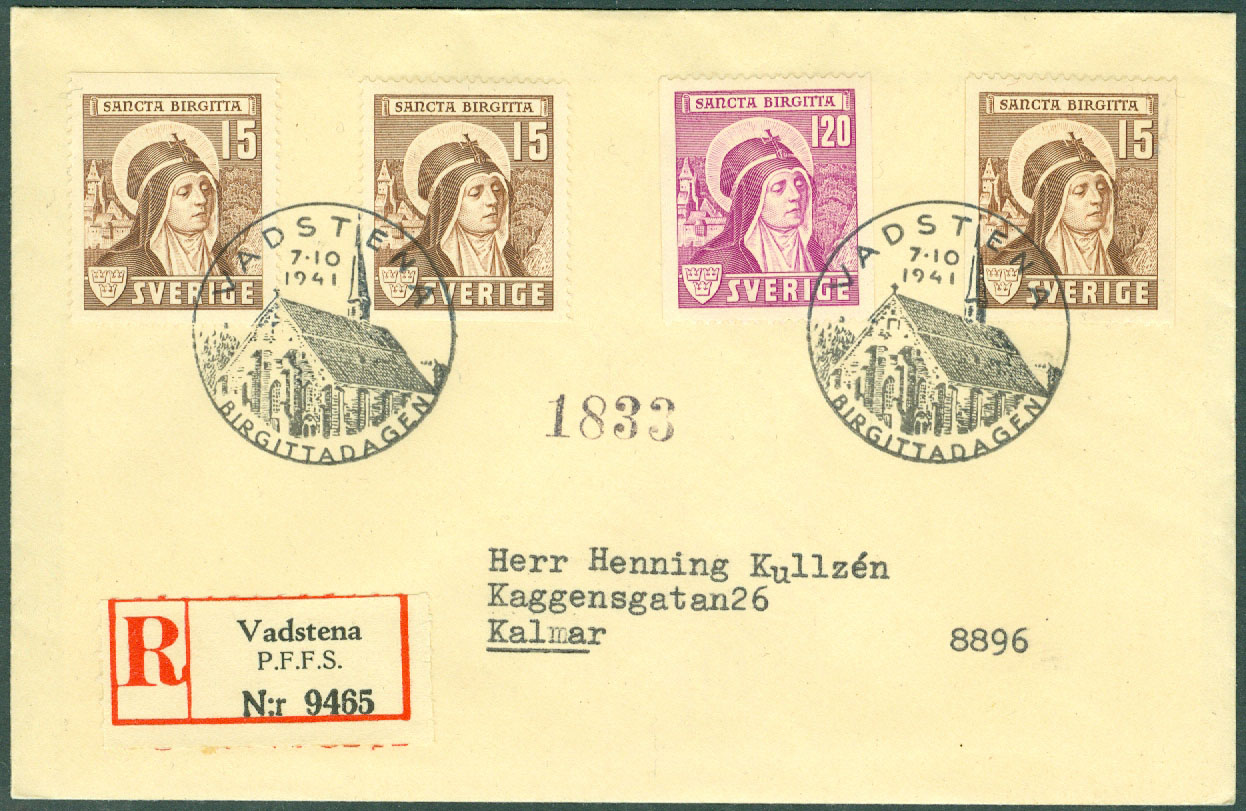 SANCTA BIRGITTA
15
SVERIGE
SANCTA BIRGITTA
15
SVERIGE
SANCTA BIRGITTA
120
SVERIGE
SANCTA BIRGITTA
15
SVERIGE
VADSTENA
7·10
1941
BIRGITTADAGEN
VADSTENA
7·10
1941
BIRGITTADAGEN
1833
Herr Henning Kullzén
Kaggensgatan26
Kalmar
8896
R
Vadstena
P.F.F.S.
N:r 9465